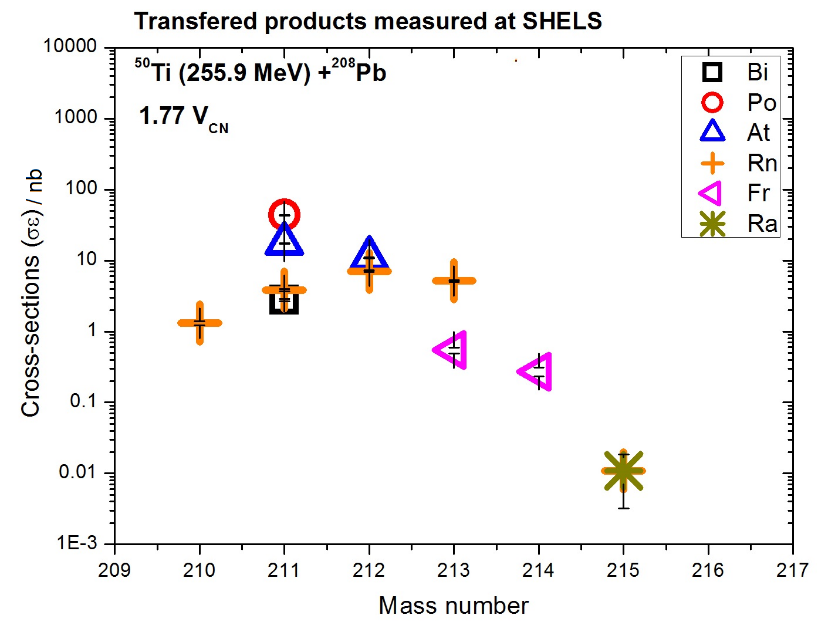 Transfered products measured at SHELS
50Ti (255.9 MeV) +208Pb
1.77 VCN
Bi
Po
At
Rn
Fr
Ra
Cross-sections (σε) / nb
10000
1000
100
10
1
0.1
0.01
1E-3
209 210 211 212 213 214 215 216 217
Mass number